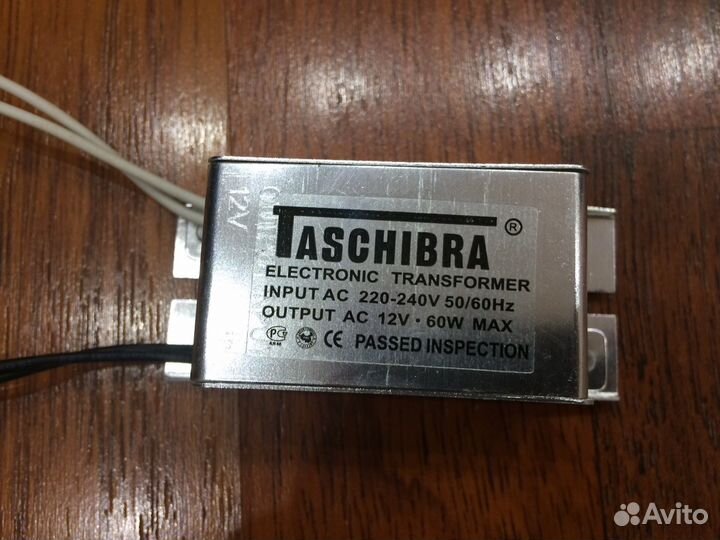 12V
TASCHIBRA ®
ELECTRONIC TRANSFORMER
INPUT AC 220-240V 50/60Hz
OUTPUT AC 12V · 60W MAX
CE PASSED INSPECTION
Avito